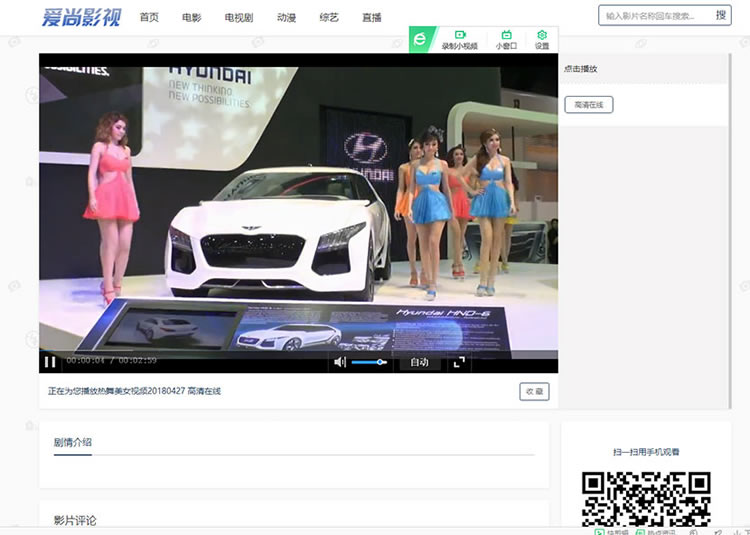 爱尚影视
首页
电影
电视剧
动漫
综艺
直播
输入影片名称回车搜索...
搜
录制小视频
小窗口
设置
点击播放
高清在线
HYUNDAI
NEW THINKING.
NEW POSSIBILITIES.
HYUNDAI
Hyundai HND-6
00:00:04 / 00:02:59
自动
正在为您播放热舞美女视频20180427 高清在线
收 藏
剧情介绍
扫一扫用手机观看
影片评论